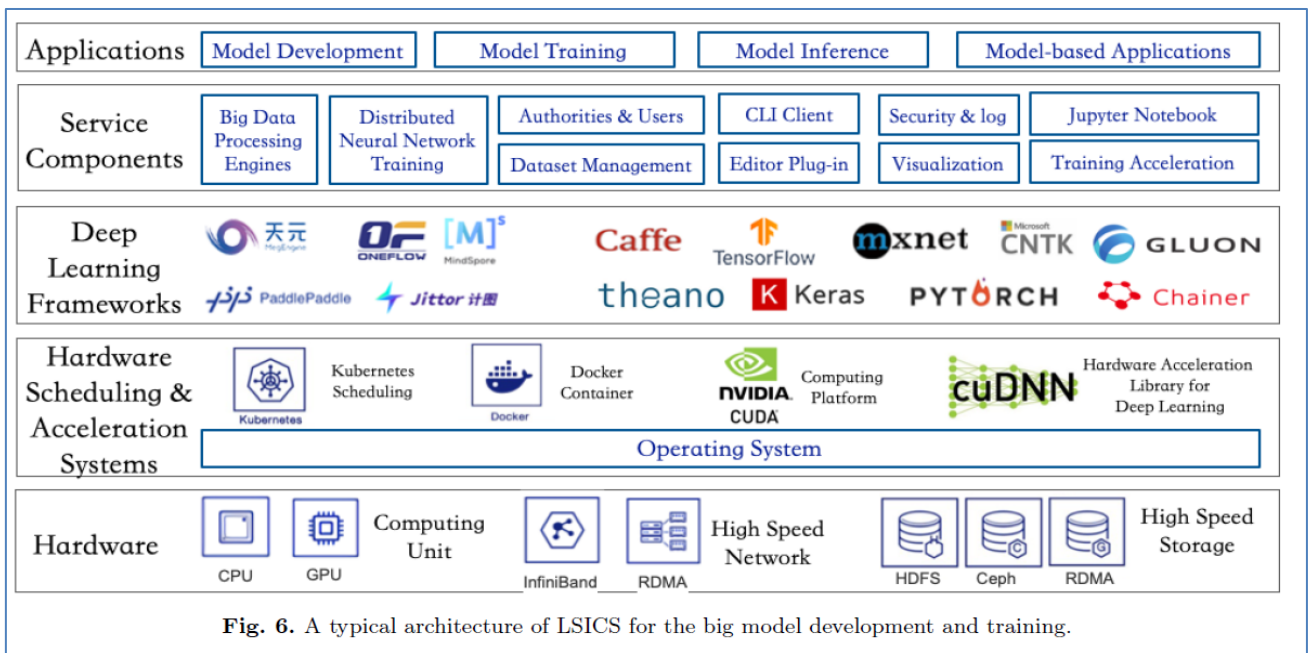 Applications
Model Development
Model Training
Model Inference
Model-based Applications
Service
Components
Big Data
Processing
Engines
Distributed
Neural Network
Training
Authorities & Users
Dataset Management
CLI Client
Editor Plug-in
Security & log
Visualization
Jupyter Notebook
Training Acceleration
Deep
Learning
Frameworks
天元
MegEngine
OF
ONEFLOW
[M]s
MindSpore
Caffe
TensorFlow
mxnet
Microsoft
CNTK
GLUON
PaddlePaddle
Jittor 计图
theano
K Keras
PYTORCH
Chainer
Hardware
Scheduling &
Acceleration
Systems
Kubernetes
Kubernetes
Scheduling
Docker
Docker
Container
NVIDIA.
CUDA
Computing
Platform
cuDNN
Hardware Acceleration
Library for
Deep Learning
Operating System
Hardware
CPU
GPU
Computing
Unit
InfiniBand
RDMA
High Speed
Network
HDFS
C
Ceph
G
RDMA
High Speed
Storage
Fig. 6. A typical architecture of LSICS for the big model development and training.